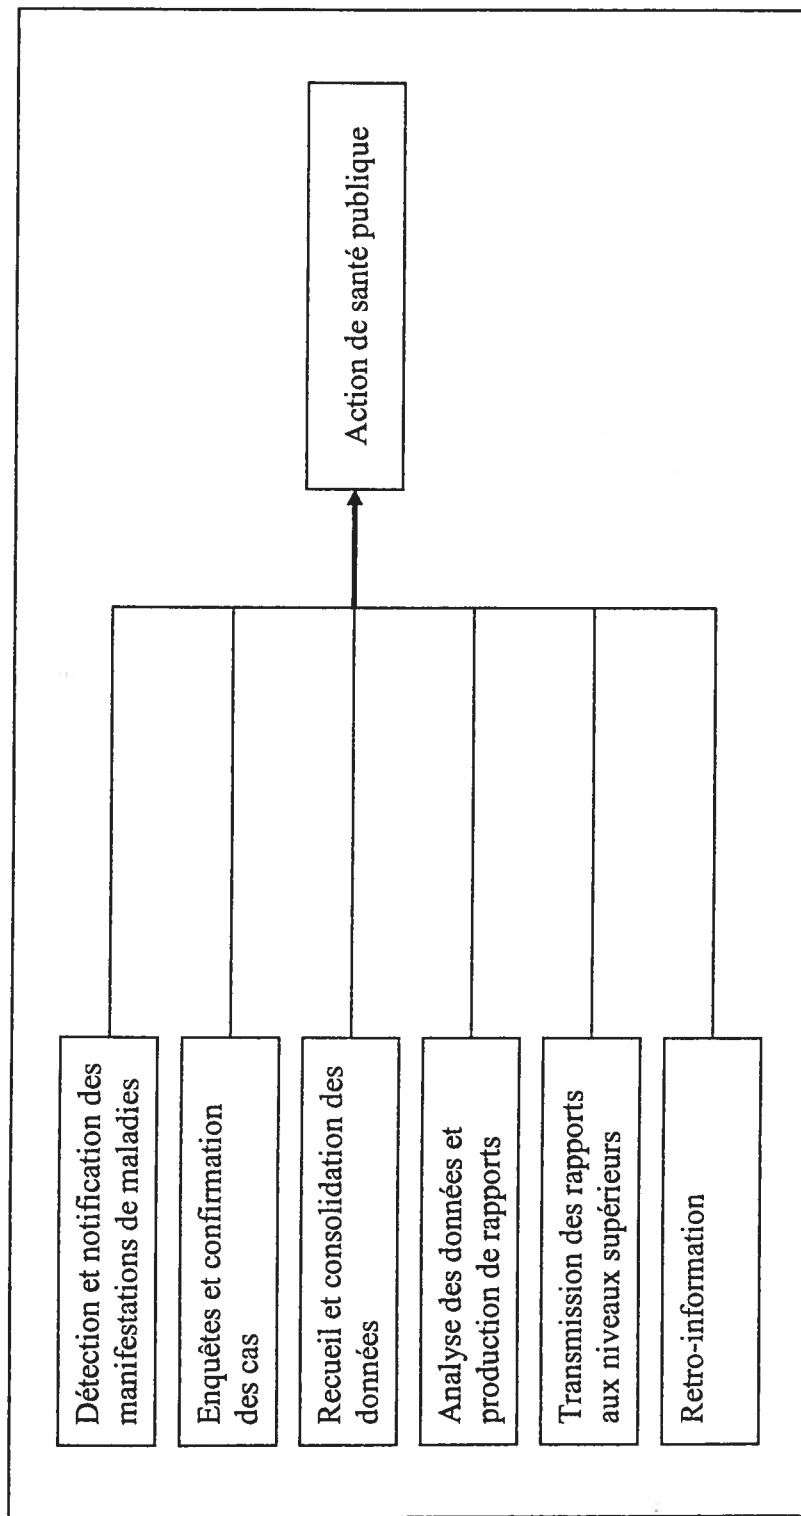 Détection et notification des
manifestations de maladies
Enquêtes et confirmation
des cas
Recueil et consolidation des
données
Analyse des données et
production de rapports
Transmission des rapports
aux niveaux supérieurs
Retro-information
Action de santé publique